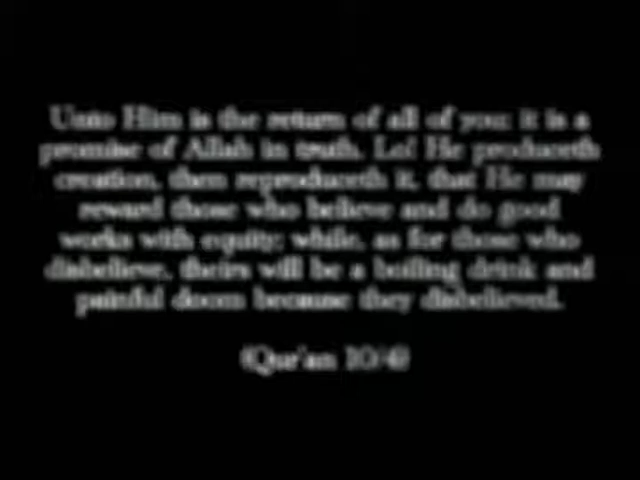 Unto Him is the return of all of you; it is a
promise of Allah in truth. Lo! He produceth
creation, then reproduceth it, that He may
reward those who believe and do good
works with equity; while, as for those who
disbelieve, theirs will be a boiling drink and
painful doom because they disbelieved.
(Qur'an 10/4)